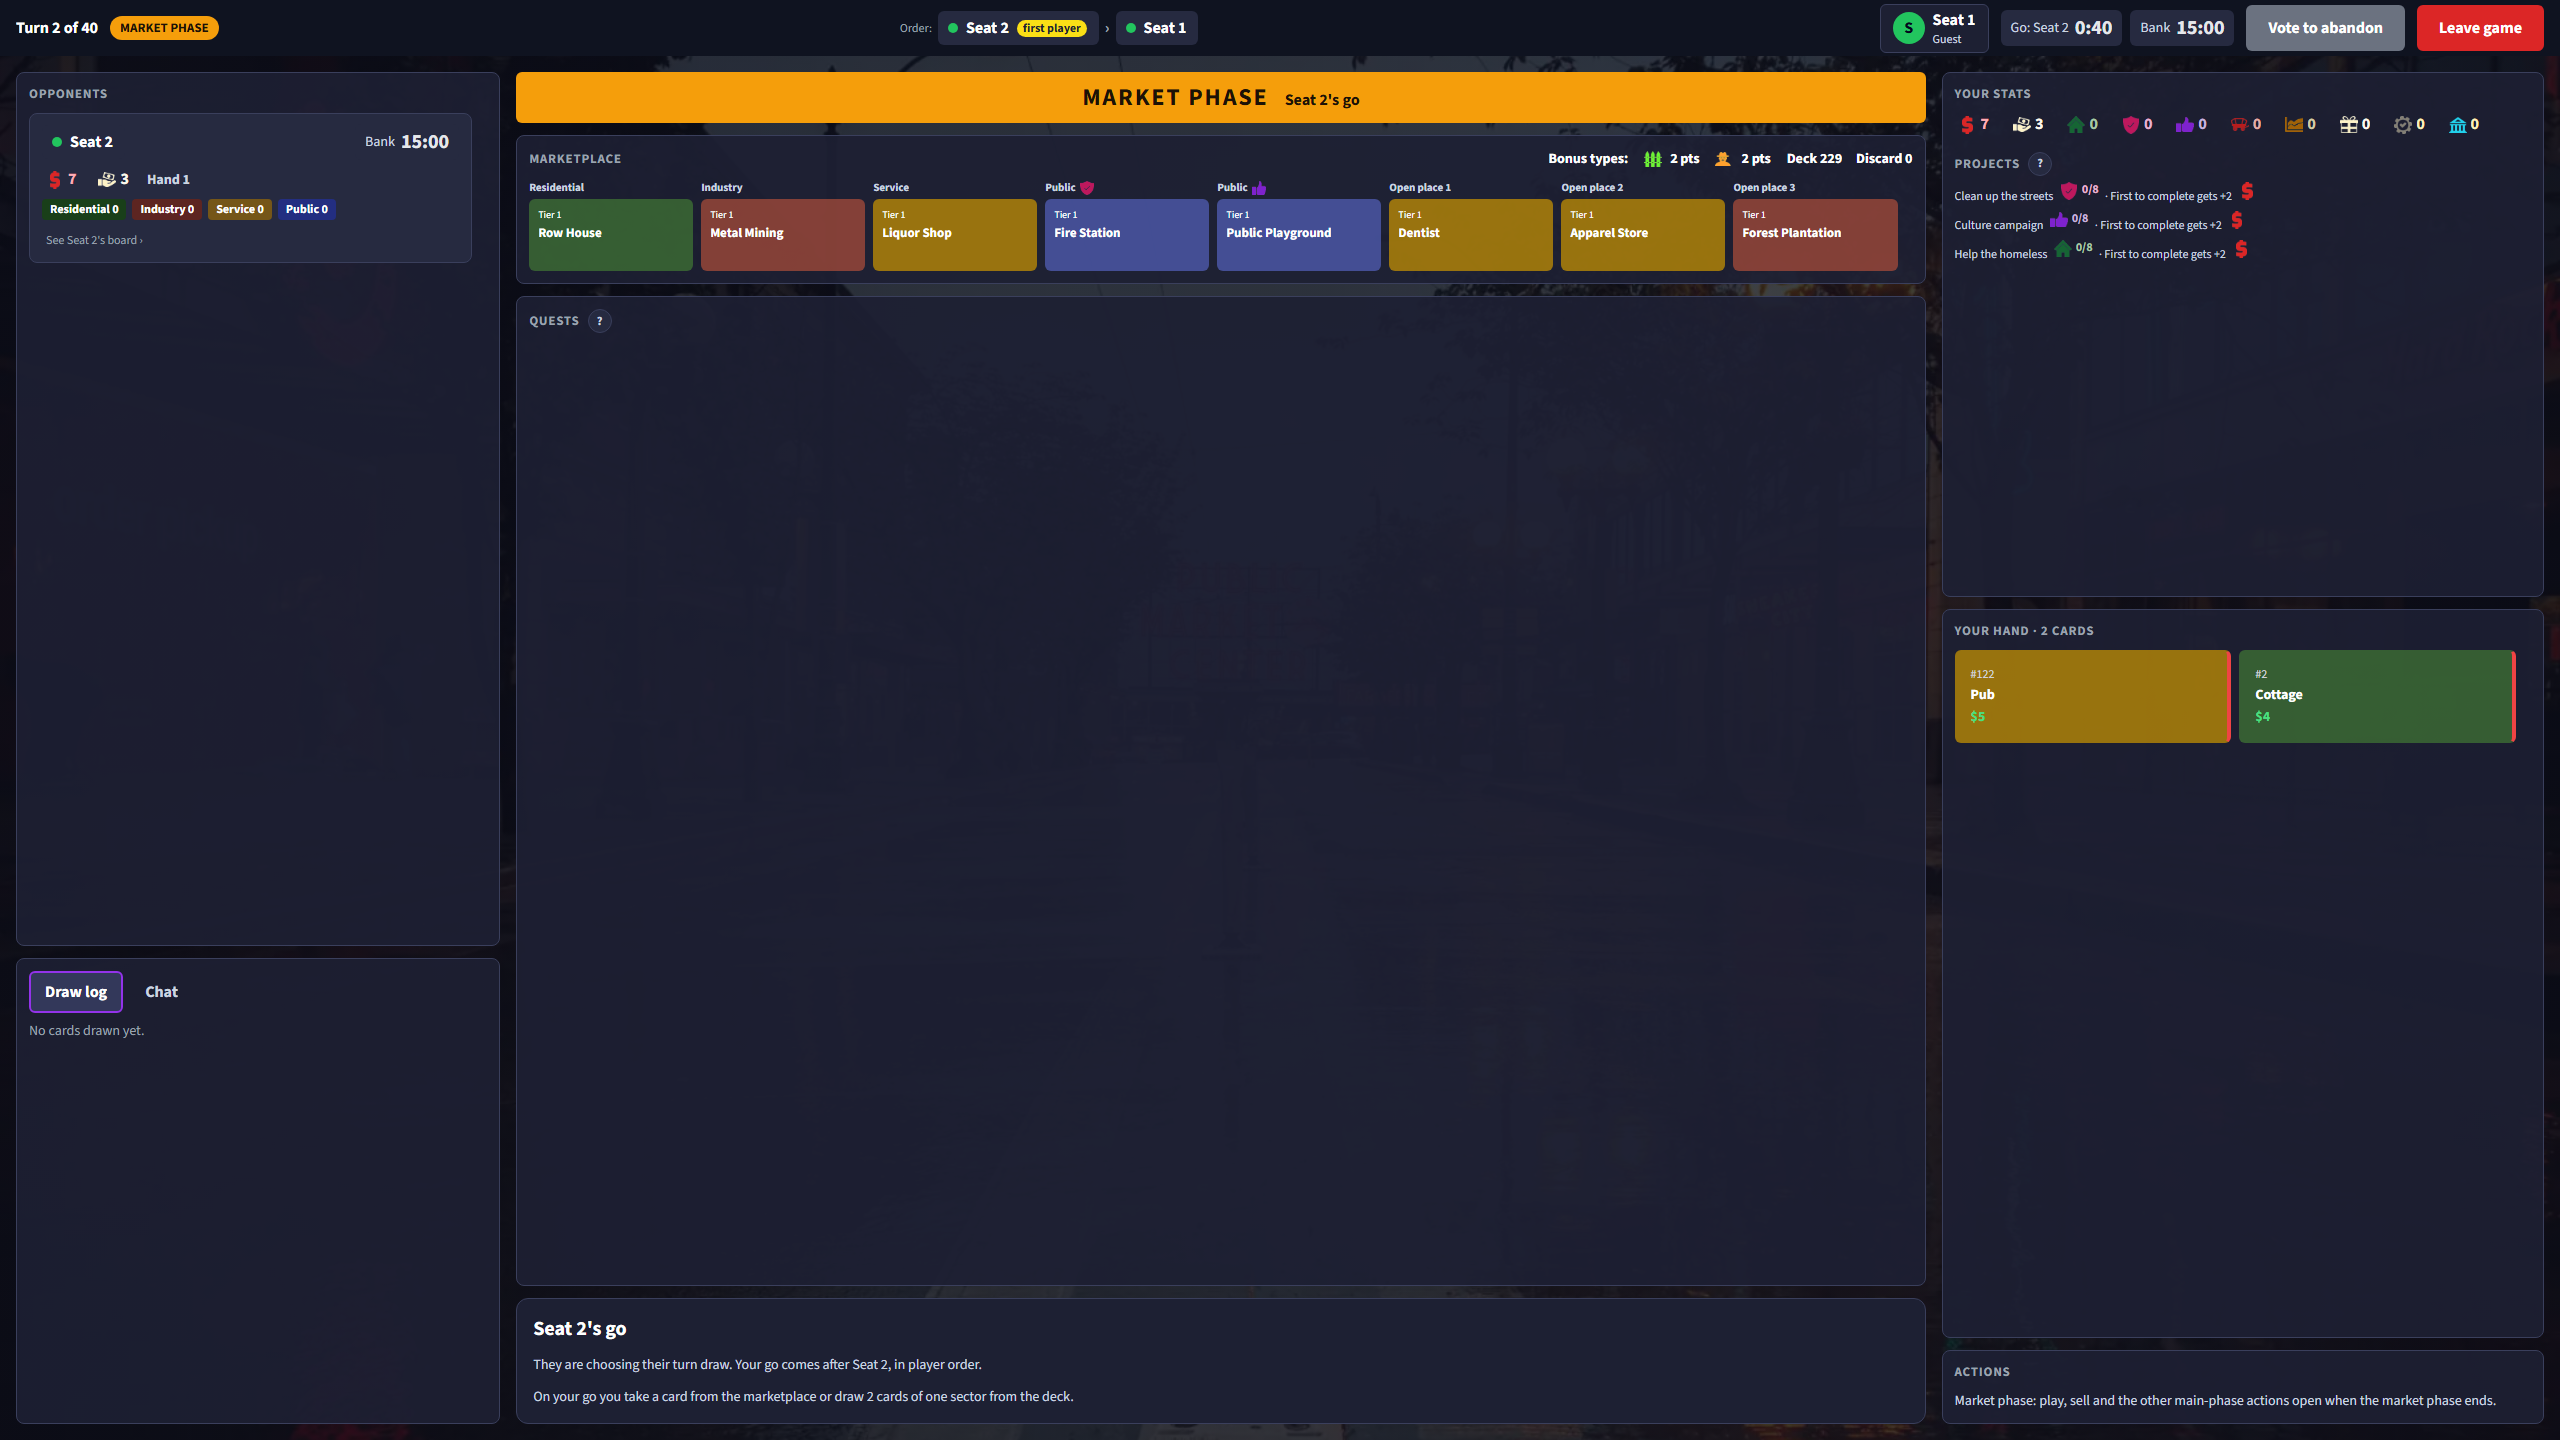 Turn 2 of 40 MARKET PHASE
Order: Seat 2 first player › Seat 1
S Seat 1 Guest
Go: Seat 2 0:40
Bank 15:00
Vote to abandon
Leave game
OPPONENTS
Seat 2 Bank 15:00
7 3 Hand 1
Residential 0 Industry 0 Service 0 Public 0
See Seat 2's board ›
MARKET PHASE Seat 2's go
MARKETPLACE
Bonus types: 2 pts 2 pts Deck 229 Discard 0
Residential Industry Service Public Public Open place 1 Open place 2 Open place 3
Tier 1 Tier 1 Tier 1 Tier 1 Tier 1 Tier 1 Tier 1 Tier 1
Row House Metal Mining Liquor Shop Fire Station Public Playground Dentist Apparel Store Forest Plantation
QUESTS ?
YOUR STATS
$ 7 3 0 0 0 0 0 0 0 0
PROJECTS ?
Clean up the streets 0/8 · First to complete gets +2 $
Culture campaign 0/8 · First to complete gets +2 $
Help the homeless 0/8 · First to complete gets +2 $
YOUR HAND · 2 CARDS
#122 #2
Pub Cottage
$5 $4
Draw log Chat
No cards drawn yet.
Seat 2's go
They are choosing their turn draw. Your go comes after Seat 2, in player order.
On your go you take a card from the marketplace or draw 2 cards of one sector from the deck.
ACTIONS
Market phase: play, sell and the other main-phase actions open when the market phase ends.